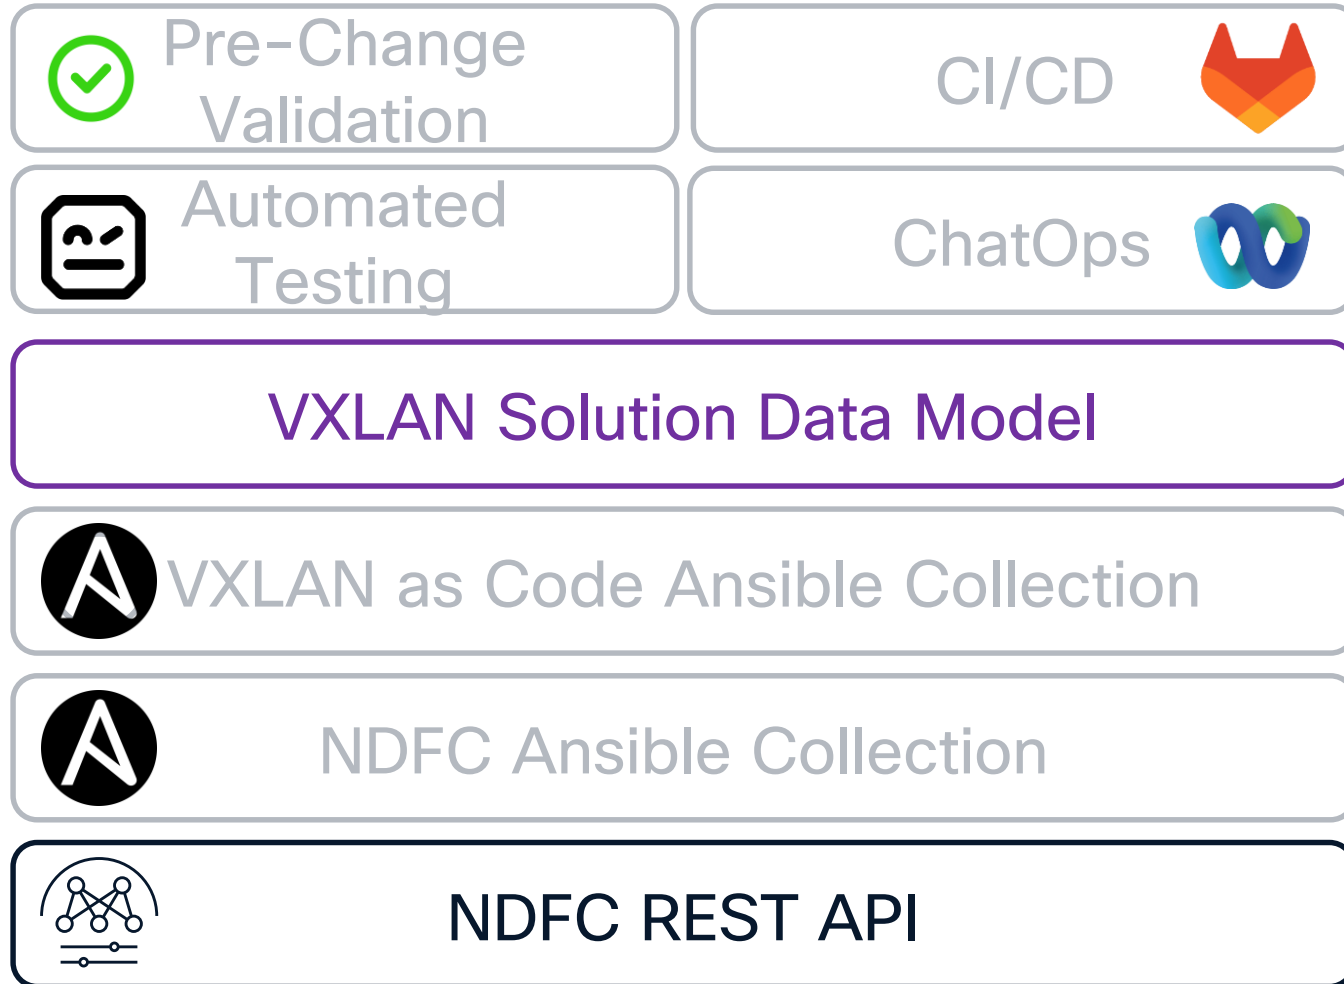 Pre-Change
Validation
CI/CD
Automated
Testing
ChatOps
VXLAN Solution Data Model
VXLAN as Code Ansible Collection
NDFC Ansible Collection
NDFC REST API